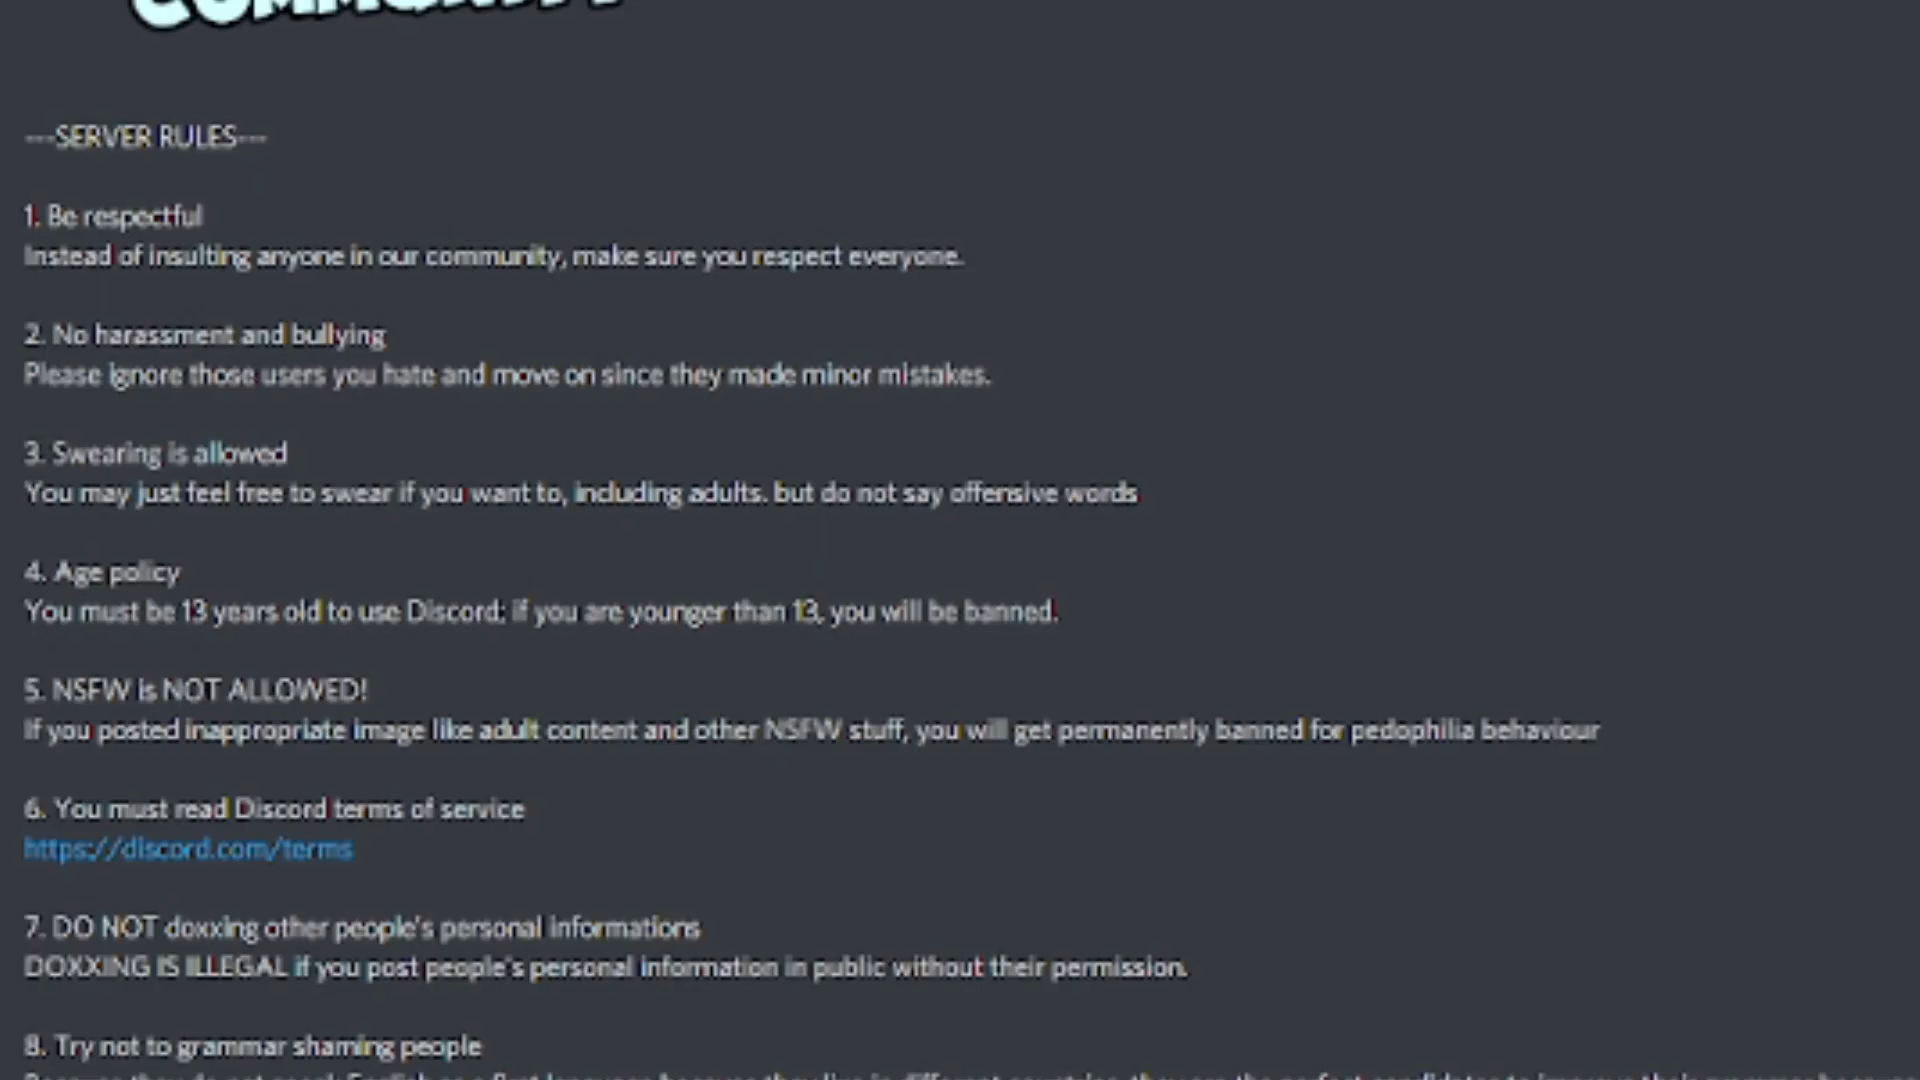 COMMUNITY
---SERVER RULES---
1. Be respectful
Instead of insulting anyone in our community, make sure you respect everyone.
2. No harassment and bullying
Please ignore those users you hate and move on since they made minor mistakes.
3. Swearing is allowed
You may just feel free to swear if you want to, including adults. but do not say offensive words
4. Age policy
You must be 13 years old to use Discord; if you are younger than 13, you will be banned.
5. NSFW is NOT ALLOWED!
If you posted inappropriate image like adult content and other NSFW stuff, you will get permanently banned for pedophilia behaviour
6. You must read Discord terms of service
https://discord.com/terms
7. DO NOT doxxing other people's personal informations
DOXXING IS ILLEGAL if you post people's personal information in public without their permission.
8. Try not to grammar shaming people